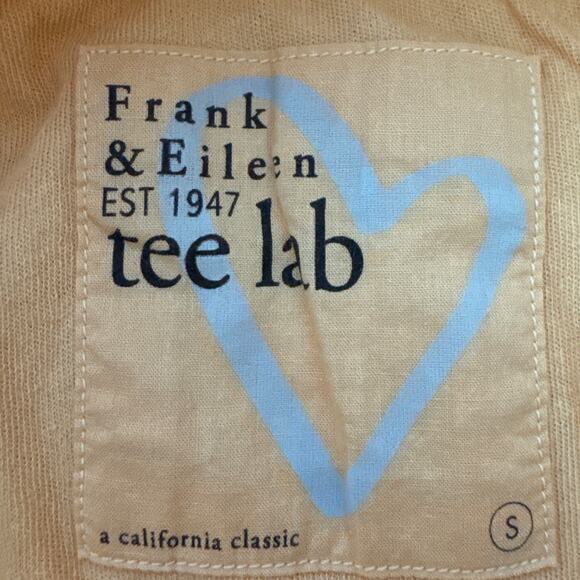 Frank
& Eileen
EST 1947
tee lab
a california classic
S